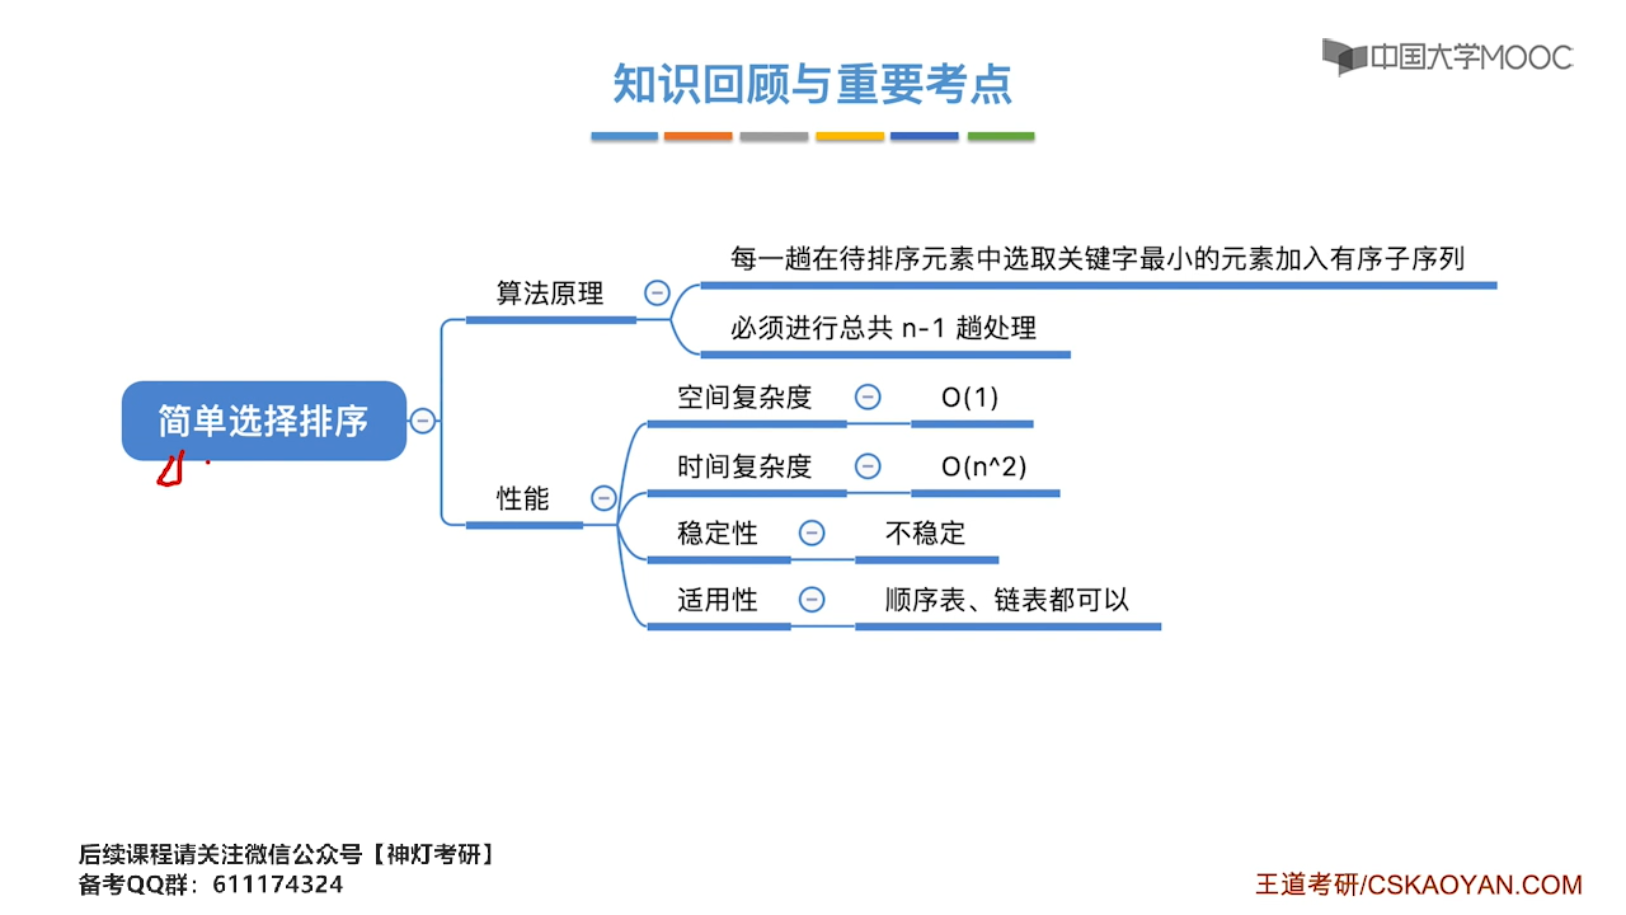 中国大学MOOC
知识回顾与重要考点
每一趟在待排序元素中选取关键字最小的元素加入有序子序列
算法原理
必须进行总共 n-1 趟处理
空间复杂度 O(1)
简单选择排序
时间复杂度 O(n^2)
性能
稳定性 不稳定
适用性 顺序表、链表都可以
后续课程请关注微信公众号【神灯考研】
备考QQ群：611174324
王道考研/CSKAOYAN.COM